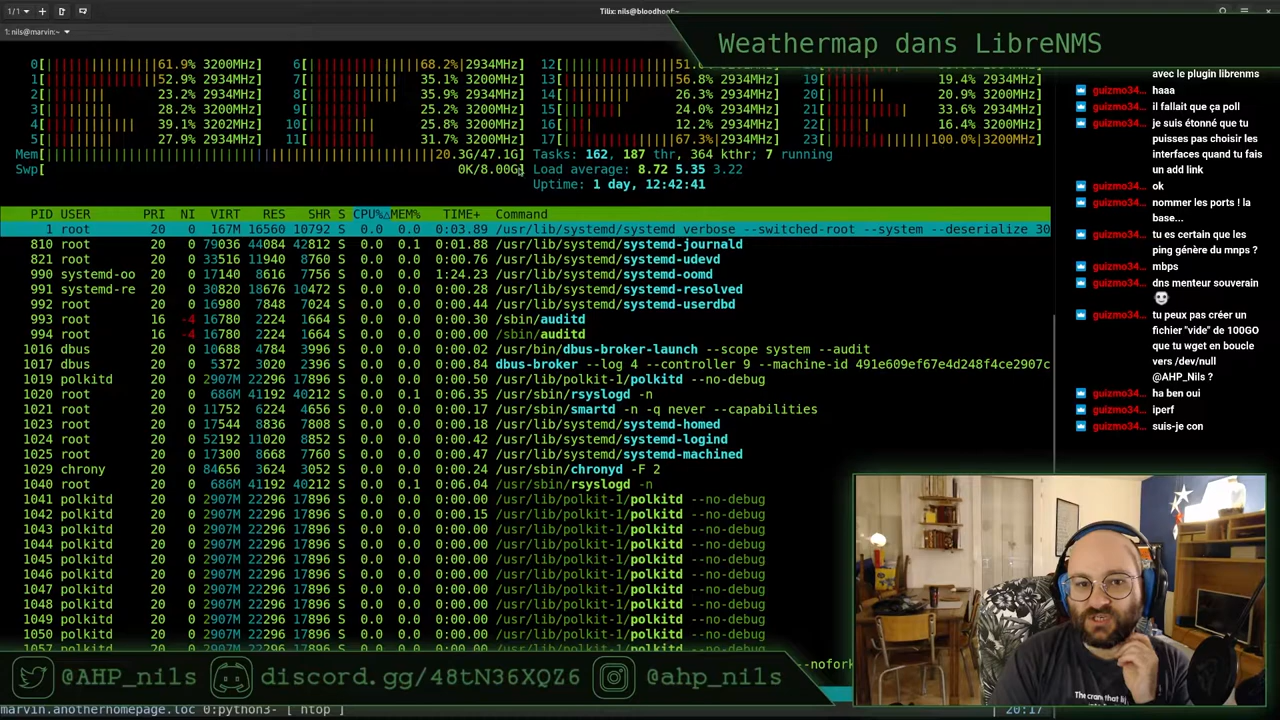 1/1
Tilix: nils@bloodhoof:~
1: nils@marvin:~
Weathermap dans LibreNMS
0[ 61.9% 3200MHz] 6[ 68.2% 2934MHz] 12[
1[ 52.9% 2934MHz] 7[ 35.1% 2934MHz] 13[ 56.8% 2934MHz] 19[ 19.4% 2934MHz]
2[ 23.2% 2934MHz] 8[ 35.9% 2934MHz] 14[ 26.3% 2934MHz] 20[ 20.9% 3200MHz]
3[ 28.2% 2934MHz] 9[ 25.2% 3200MHz] 15[ 24.0% 2934MHz] 21[ 33.6% 3200MHz]
4[ 39.1% 3202MHz] 10[ 25.8% 3200MHz] 16[ 12.2% 2934MHz] 22[ 16.4% 3200MHz]
5[ 27.9% 2934MHz] 11[ 31.7% 3200MHz] 17[ 67.3% 2934MHz] 23[ 100.0% 3200MHz]
Mem[ 20.3G/47.1G] Tasks: 162, 187 thr, 364 kthr; 7 running
Swp[ 0K/8.00G] Load average: 8.72 5.35 3.22
Uptime: 1 day, 12:42:41
PID USER PRI NI VIRT RES SHR S CPU%△MEM% TIME+ Command
1 root 20 0 167M 16560 10792 S 0.0 0.0 0:03.89 /usr/lib/systemd/systemd verbose --switched-root --system --deserialize 30
810 root 20 0 79036 44084 42812 S 0.0 0.1 0:01.88 /usr/lib/systemd/systemd-journald
821 root 20 0 33516 11940 8760 S 0.0 0.0 0:00.76 /usr/lib/systemd/systemd-udevd
990 systemd-oo 20 0 17140 8616 7756 S 0.0 0.0 1:24.23 /usr/lib/systemd/systemd-oomd
991 systemd-re 20 0 30820 18676 10472 S 0.0 0.0 0:00.28 /usr/lib/systemd/systemd-resolved
992 root 20 0 16980 7848 7024 S 0.0 0.0 0:00.44 /usr/lib/systemd/systemd-userdbd
993 root 16 -4 16780 2224 1664 S 0.0 0.0 0:00.30 /sbin/auditd
994 root 16 -4 16780 2224 1664 S 0.0 0.0 0:00.00 /sbin/auditd
1016 dbus 20 0 10688 4784 3996 S 0.0 0.0 0:00.02 /usr/bin/dbus-broker-launch --scope system --audit
1017 dbus 20 0 5372 3020 2396 S 0.0 0.0 0:00.84 dbus-broker --log 4 --controller 9 --machine-id 491e609ef67e4d248f4ce2907c
1019 polkitd 20 0 2907M 22296 17896 S 0.0 0.0 0:00.50 /usr/lib/polkit-1/polkitd --no-debug
1020 root 20 0 686M 41192 40212 S 0.0 0.1 0:06.35 /usr/sbin/rsyslogd -n
1021 root 20 0 11752 6224 4656 S 0.0 0.0 0:00.17 /usr/sbin/smartd -n -q never --capabilities
1023 root 20 0 17544 8836 7808 S 0.0 0.0 0:00.18 /usr/lib/systemd/systemd-homed
1024 root 20 0 52192 11020 8852 S 0.0 0.0 0:00.42 /usr/lib/systemd/systemd-logind
1025 root 20 0 17300 8668 7760 S 0.0 0.0 0:00.47 /usr/lib/systemd/systemd-machined
1029 chrony 20 0 84656 3624 3052 S 0.0 0.0 0:00.24 /usr/sbin/chronyd -F 2
1040 root 20 0 686M 41192 40212 S 0.0 0.1 0:06.04 /usr/sbin/rsyslogd -n
1041 polkitd 20 0 2907M 22296 17896 S 0.0 0.0 0:00.00 /usr/lib/polkit-1/polkitd --no-debug
1042 polkitd 20 0 2907M 22296 17896 S 0.0 0.0 0:00.15 /usr/lib/polkit-1/polkitd --no-debug
1043 polkitd 20 0 2907M 22296 17896 S 0.0 0.0 0:00.00 /usr/lib/polkit-1/polkitd --no-debug
1044 polkitd 20 0 2907M 22296 17896 S 0.0 0.0 0:00.00 /usr/lib/polkit-1/polkitd --no-debug
1045 polkitd 20 0 2907M 22296 17896 S 0.0 0.0 0:00.00 /usr/lib/polkit-1/polkitd --no-debug
1046 polkitd 20 0 2907M 22296 17896 S 0.0 0.0 0:00.00 /usr/lib/polkit-1/polkitd --no-debug
1047 polkitd 20 0 2907M 22296 17896 S 0.0 0.0 0:00.00 /usr/lib/polkit-1/polkitd --no-debug
1048 polkitd 20 0 2907M 22296 17896 S 0.0 0.0 0:00.00 /usr/lib/polkit-1/polkitd --no-debug
1049 polkitd 20 0 2907M 22296 17896 S 0.0 0.0 0:00.00 /usr/lib/polkit-1/polkitd --no-debug
1050 polkitd 20 0 2907M 22296 17896 S 0.0 0.0 0:00.00 /usr/lib/polkit-1/polkitd --no-debug
--nofork
@AHP_nils discord.gg/48tN36XQZ6 @ahp_nils
marvin.anotherhomepage.loc 0:python3- [ htop ] 20:17
avec le plugin librenms
guizmo34... haaa
guizmo34... il fallait que ça poll
guizmo34... je suis étonné que tu
puisses pas choisir les
interfaces quand tu fais
un add link
guizmo34... ok
guizmo34... nommer les ports ! la
base...
guizmo34... tu es certain que les
ping génère du mnps ?
guizmo34... mbps
guizmo34... dns menteur souverain
guizmo34... tu peux pas créer un
fichier "vide" de 100GO
que tu wget en boucle
vers /dev/null
@AHP_Nils ?
guizmo34... ha ben oui
guizmo34... iperf
guizmo34... suis-je con
The crane that lif